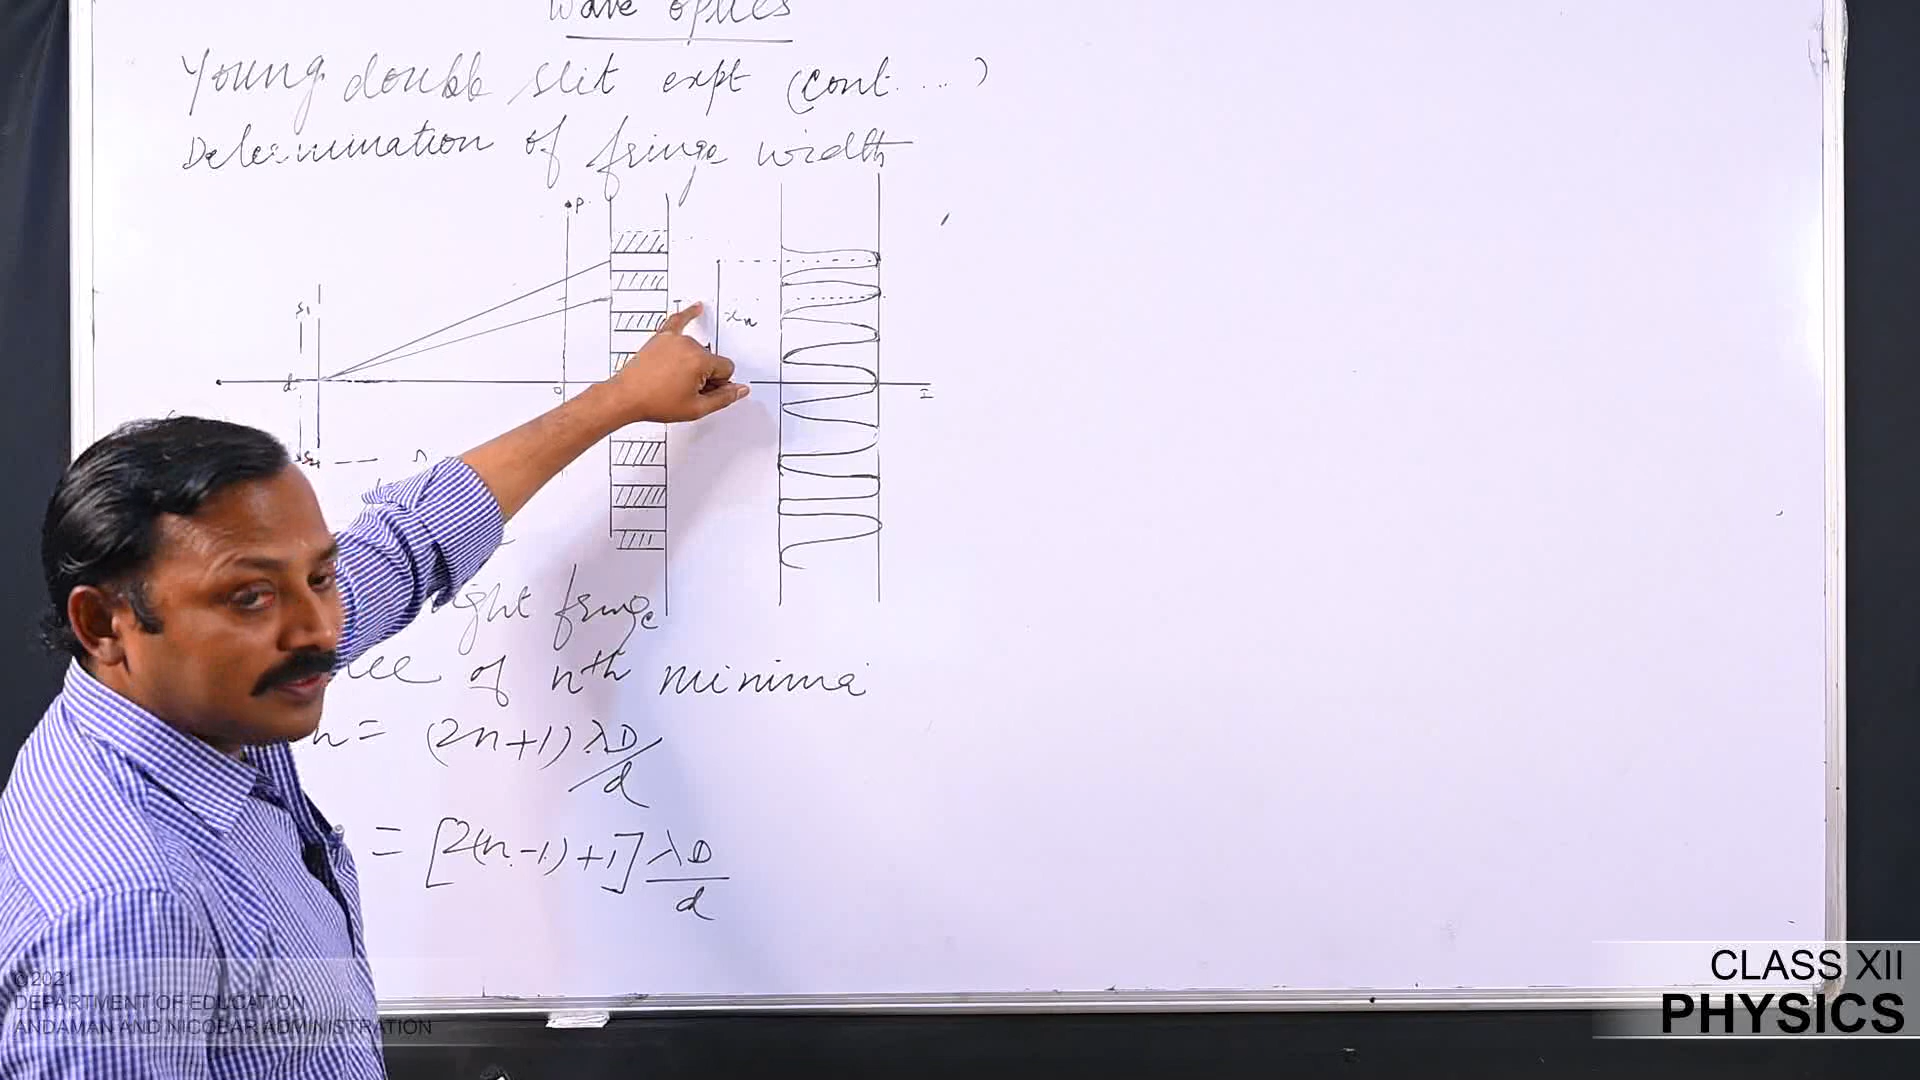 Wave optics
Young double slit expt (cont....)
Determination of fringe width
P
S1
xn
d
O
I
S2
D
ght fringe
nce of nth minima
n = (2n+1) λD/d
= [2(n-1)+1] λD/d
©2021
DEPARTMENT OF EDUCATION
ANDAMAN AND NICOBAR ADMINISTRATION
CLASS XII
PHYSICS